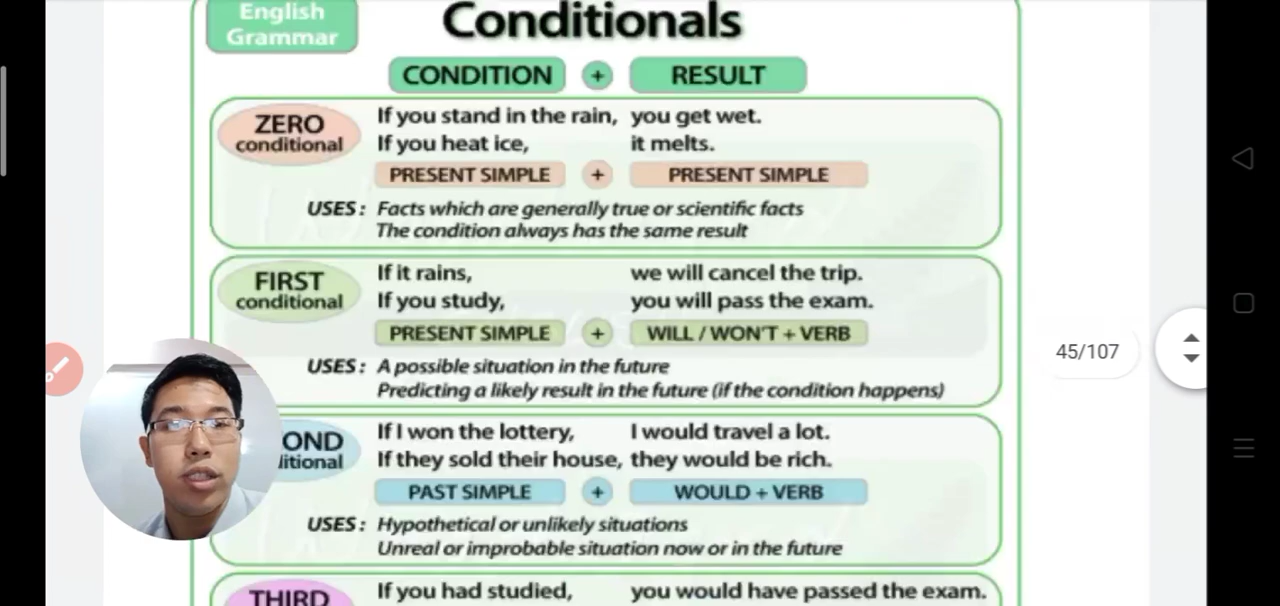 English
Grammar
Conditionals
CONDITION + RESULT
ZERO
conditional
If you stand in the rain, you get wet.
If you heat ice, it melts.
PRESENT SIMPLE + PRESENT SIMPLE
USES : Facts which are generally true or scientific facts
The condition always has the same result
FIRST
conditional
If it rains, we will cancel the trip.
If you study, you will pass the exam.
PRESENT SIMPLE + WILL / WON'T + VERB
USES : A possible situation in the future
Predicting a likely result in the future (if the condition happens)
45/107
OND
itional
If I won the lottery, I would travel a lot.
If they sold their house, they would be rich.
PAST SIMPLE + WOULD + VERB
USES : Hypothetical or unlikely situations
Unreal or improbable situation now or in the future
THIRD
If you had studied, you would have passed the exam.